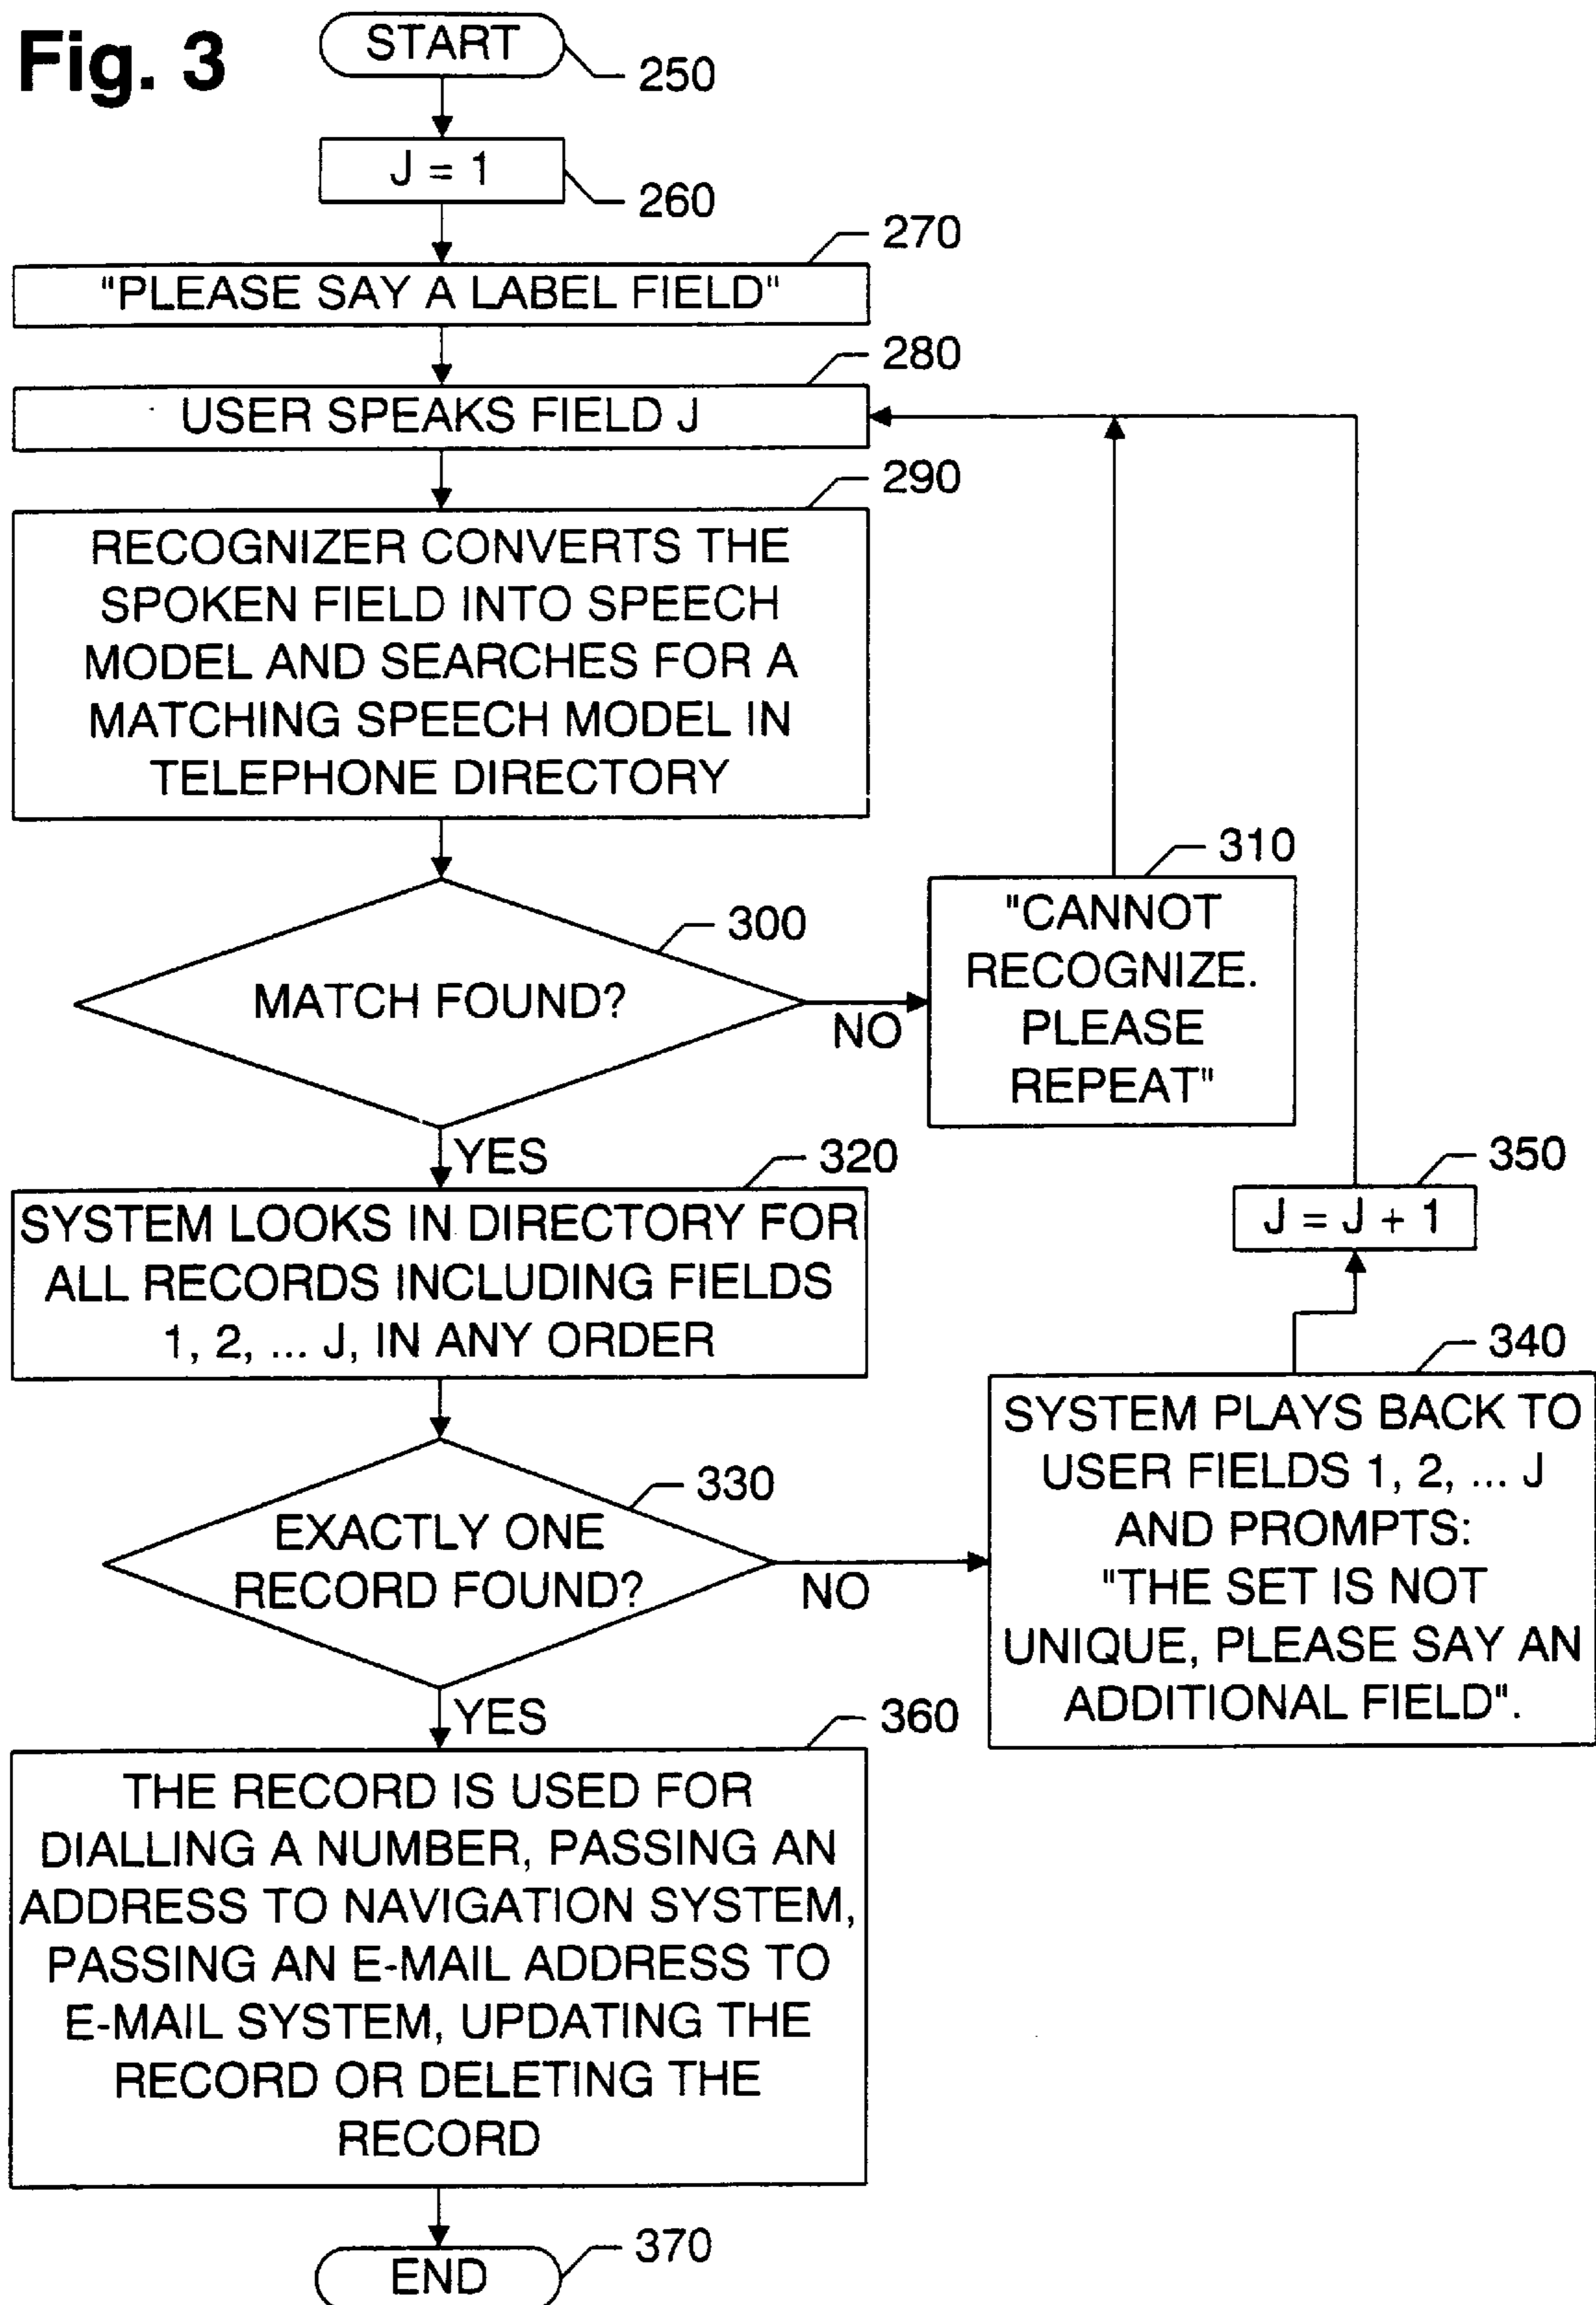 Fig. 3
START
250
J = 1
260
270
"PLEASE SAY A LABEL FIELD"
280
USER SPEAKS FIELD J
290
RECOGNIZER CONVERTS THE
SPOKEN FIELD INTO SPEECH
MODEL AND SEARCHES FOR A
MATCHING SPEECH MODEL IN
TELEPHONE DIRECTORY
300
MATCH FOUND?
NO
310
"CANNOT
RECOGNIZE.
PLEASE
REPEAT"
YES
320
SYSTEM LOOKS IN DIRECTORY FOR
ALL RECORDS INCLUDING FIELDS
1, 2, ... J, IN ANY ORDER
350
J = J + 1
340
SYSTEM PLAYS BACK TO
USER FIELDS 1, 2, ... J
AND PROMPTS:
"THE SET IS NOT
UNIQUE, PLEASE SAY AN
ADDITIONAL FIELD".
330
EXACTLY ONE
RECORD FOUND?
NO
YES
360
THE RECORD IS USED FOR
DIALLING A NUMBER, PASSING AN
ADDRESS TO NAVIGATION SYSTEM,
PASSING AN E-MAIL ADDRESS TO
E-MAIL SYSTEM, UPDATING THE
RECORD OR DELETING THE
RECORD
370
END